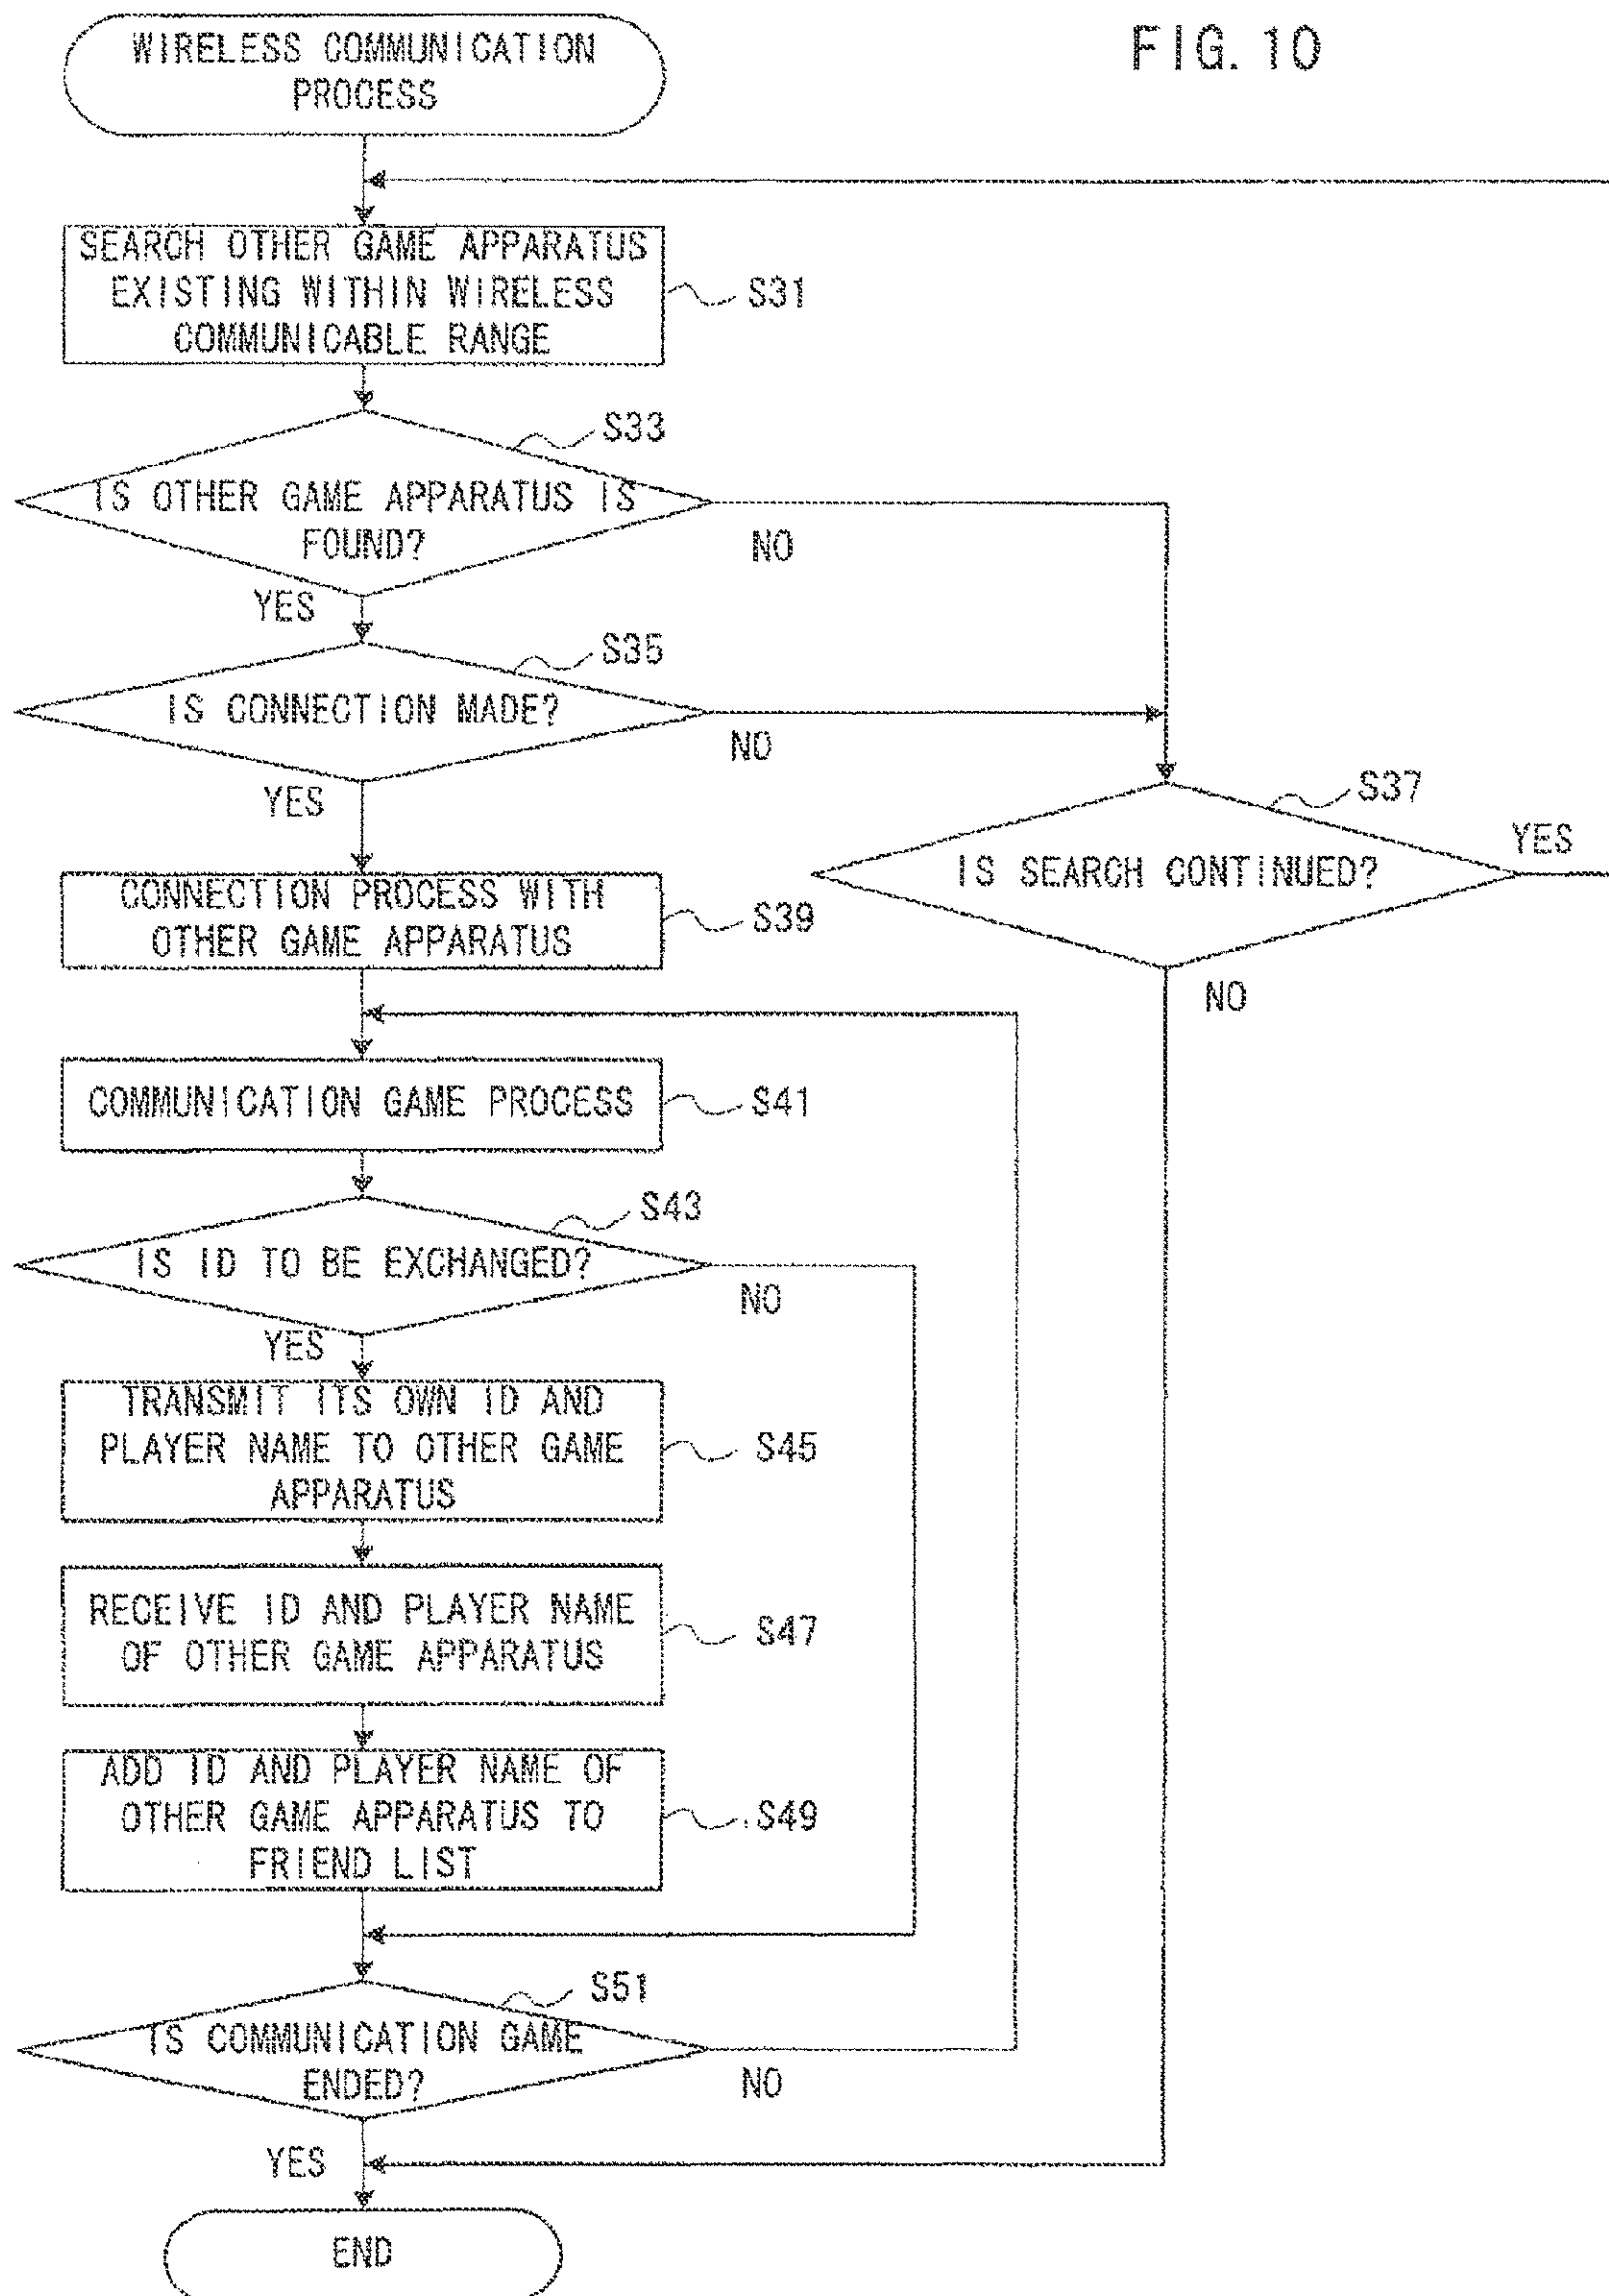 FIG. 10
WIRELESS COMMUNICATION
PROCESS
SEARCH OTHER GAME APPARATUS
EXISTING WITHIN WIRELESS
COMMUNICABLE RANGE
S31
S33
IS OTHER GAME APPARATUS IS
FOUND?
NO
YES
S35
IS CONNECTION MADE?
NO
YES
S37
IS SEARCH CONTINUED?
YES
NO
CONNECTION PROCESS WITH
OTHER GAME APPARATUS
S39
COMMUNICATION GAME PROCESS
S41
S43
IS ID TO BE EXCHANGED?
NO
YES
TRANSMIT ITS OWN ID AND
PLAYER NAME TO OTHER GAME
APPARATUS
S45
RECEIVE ID AND PLAYER NAME
OF OTHER GAME APPARATUS
S47
ADD ID AND PLAYER NAME OF
OTHER GAME APPARATUS TO
FRIEND LIST
S49
S51
IS COMMUNICATION GAME
ENDED?
NO
YES
END